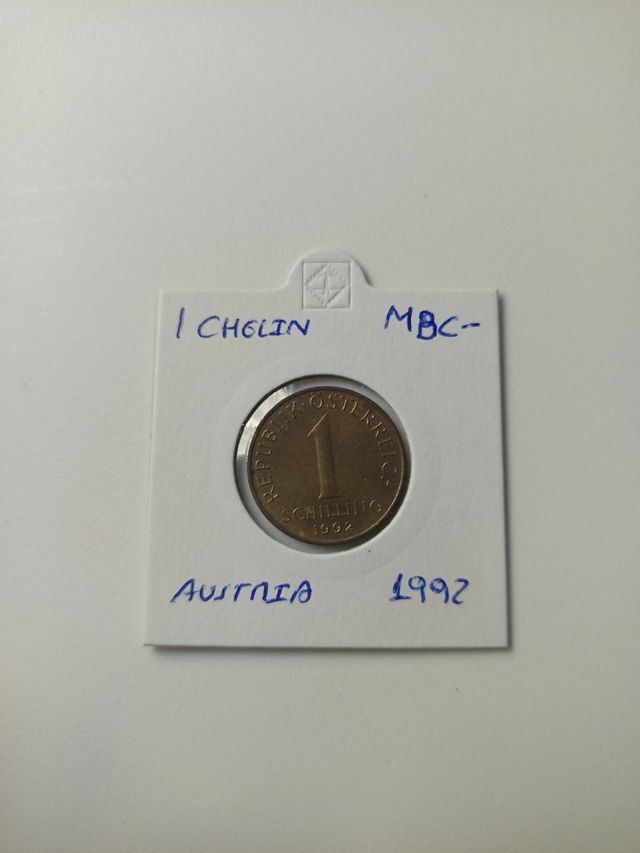 1 CHELIN MBC--
REPUBLIK · ÖSTERREICH
1
SCHILLING
1992
AUSTRIA 1992